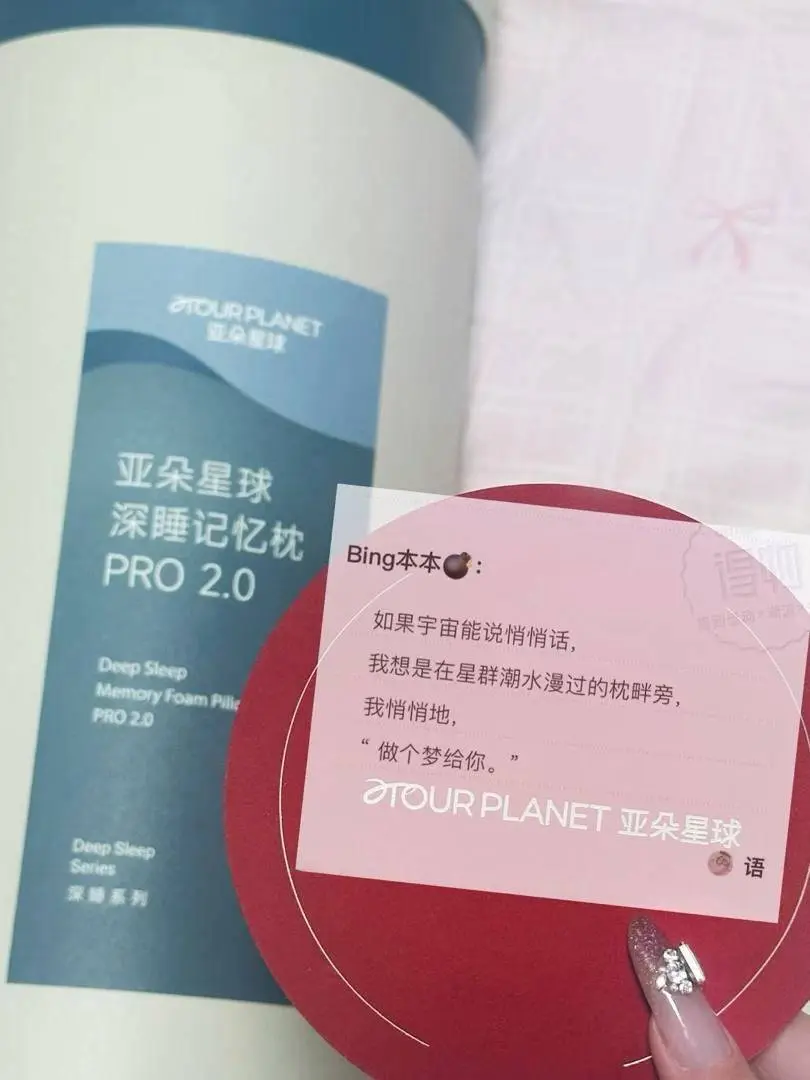 ATOUR PLANET
亚朵星球
亚朵星球
深睡记忆枕
PRO 2.0
Deep Sleep
Memory Foam
PRO 2.0
Deep Sleep
Series
深睡系列
Bing本本💣:
得物
如果宇宙能说悄悄话,
我想是在星群潮水漫过的枕畔旁,
我悄悄地,
“ 做个梦给你。”
ATOUR PLANET 亚朵星球
语